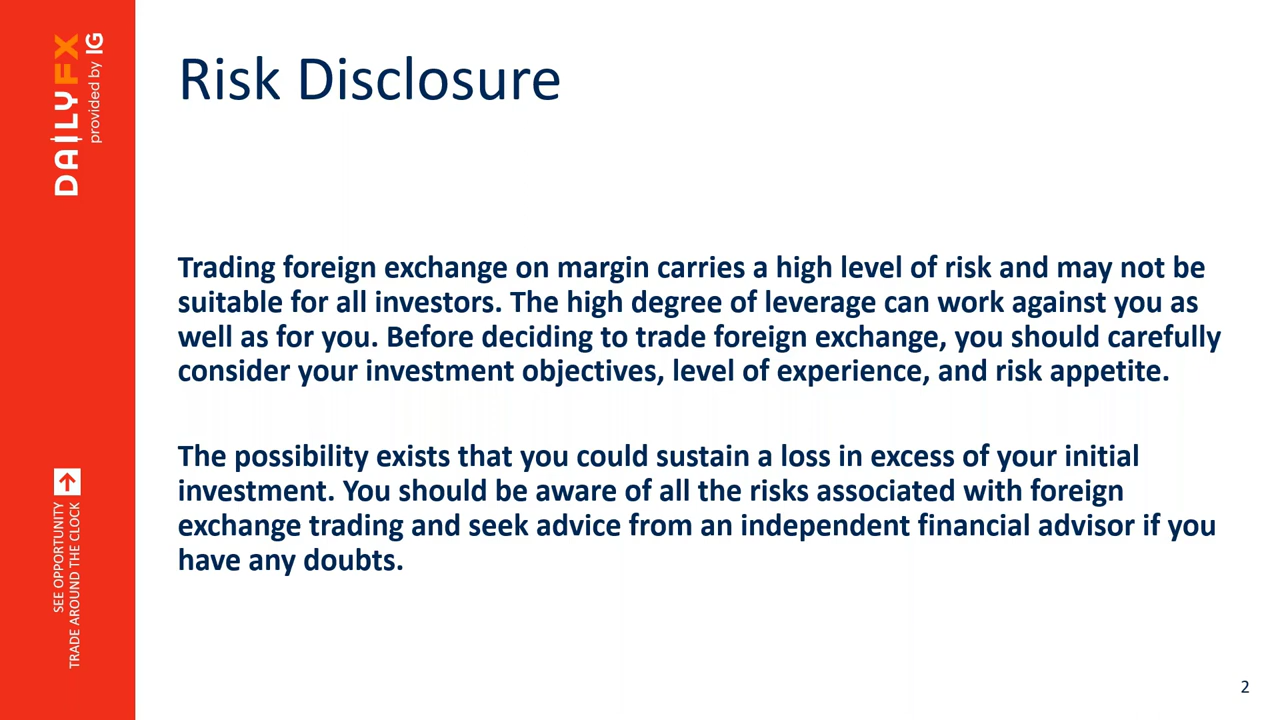 DAILYFX
provided by IG
SEE OPPORTUNITY
TRADE AROUND THE CLOCK
Risk Disclosure
Trading foreign exchange on margin carries a high level of risk and may not be
suitable for all investors. The high degree of leverage can work against you as
well as for you. Before deciding to trade foreign exchange, you should carefully
consider your investment objectives, level of experience, and risk appetite.
The possibility exists that you could sustain a loss in excess of your initial
investment. You should be aware of all the risks associated with foreign
exchange trading and seek advice from an independent financial advisor if you
have any doubts.
2